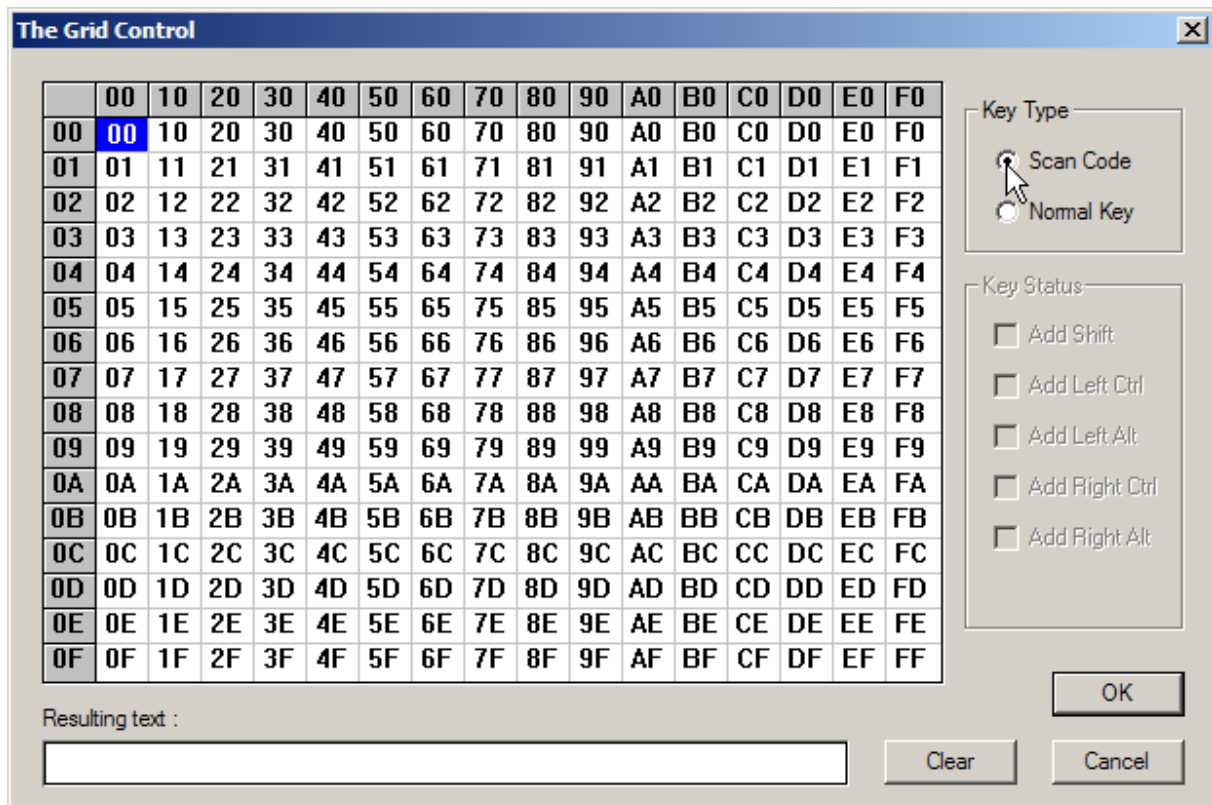 The Grid Control
00 10 20 30 40 50 60 70 80 90 A0 B0 C0 D0 E0 F0
00 00 10 20 30 40 50 60 70 80 90 A0 B0 C0 D0 E0 F0
01 01 11 21 31 41 51 61 71 81 91 A1 B1 C1 D1 E1 F1
02 02 12 22 32 42 52 62 72 82 92 A2 B2 C2 D2 E2 F2
03 03 13 23 33 43 53 63 73 83 93 A3 B3 C3 D3 E3 F3
04 04 14 24 34 44 54 64 74 84 94 A4 B4 C4 D4 E4 F4
05 05 15 25 35 45 55 65 75 85 95 A5 B5 C5 D5 E5 F5
06 06 16 26 36 46 56 66 76 86 96 A6 B6 C6 D6 E6 F6
07 07 17 27 37 47 57 67 77 87 97 A7 B7 C7 D7 E7 F7
08 08 18 28 38 48 58 68 78 88 98 A8 B8 C8 D8 E8 F8
09 09 19 29 39 49 59 69 79 89 99 A9 B9 C9 D9 E9 F9
0A 0A 1A 2A 3A 4A 5A 6A 7A 8A 9A AA BA CA DA EA FA
0B 0B 1B 2B 3B 4B 5B 6B 7B 8B 9B AB BB CB DB EB FB
0C 0C 1C 2C 3C 4C 5C 6C 7C 8C 9C AC BC CC DC EC FC
0D 0D 1D 2D 3D 4D 5D 6D 7D 8D 9D AD BD CD DD ED FD
0E 0E 1E 2E 3E 4E 5E 6E 7E 8E 9E AE BE CE DE EE FE
0F 0F 1F 2F 3F 4F 5F 6F 7F 8F 9F AF BF CF DF EF FF
Key Type
Scan Code
Normal Key
Key Status
Add Shift
Add Left Ctrl
Add Left Alt
Add Right Ctrl
Add Right Alt
Resulting text :
OK
Clear
Cancel